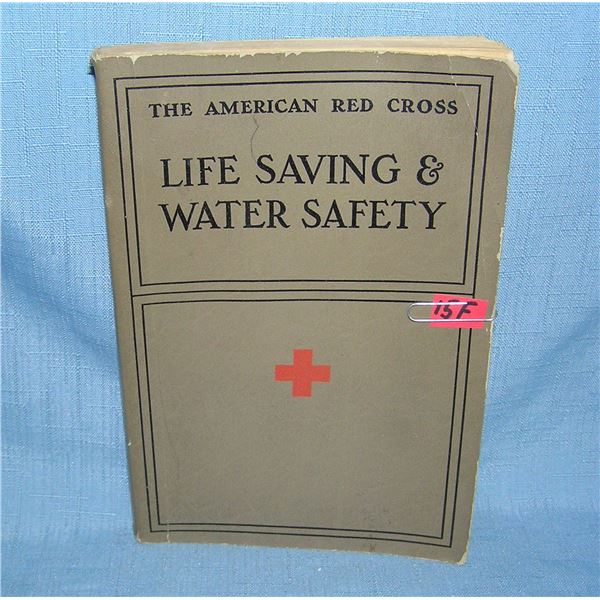 THE AMERICAN RED CROSS
LIFE SAVING &
WATER SAFETY
15F